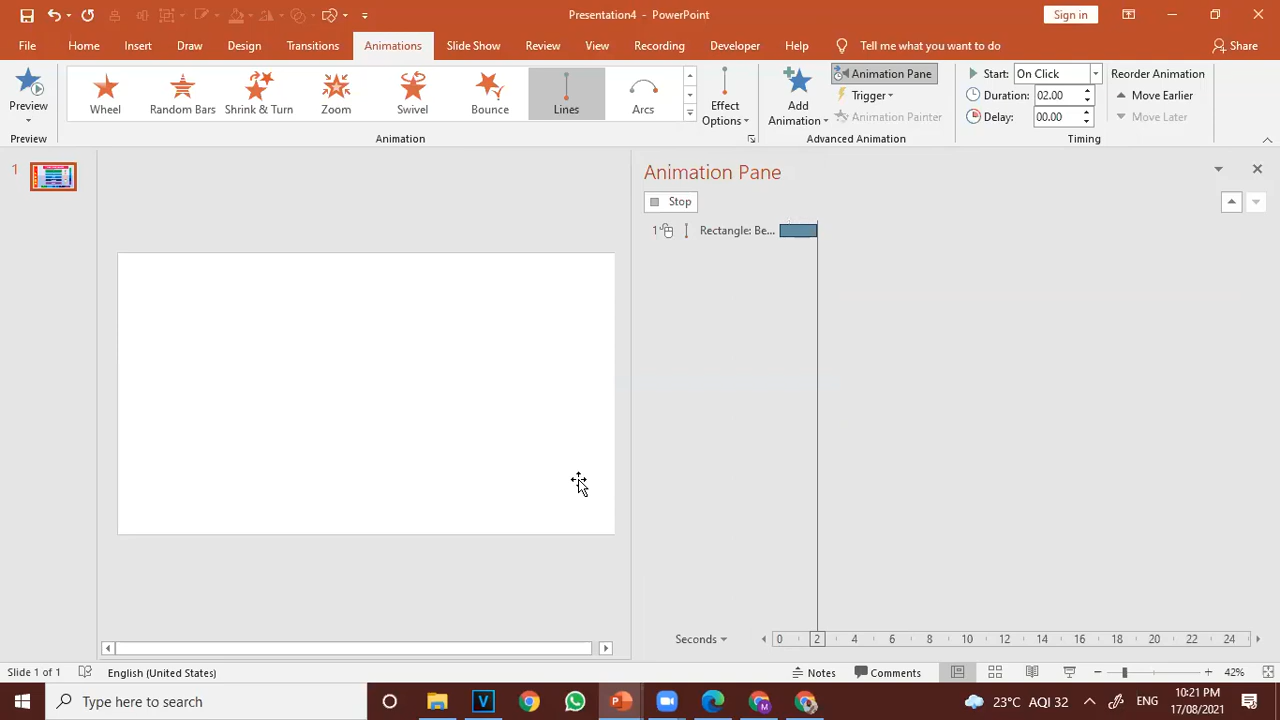 Presentation4 - PowerPoint
Sign in
File
Home
Insert
Draw
Design
Transitions
Animations
Slide Show
Review
View
Recording
Developer
Help
Tell me what you want to do
Share
Preview
Wheel
Random Bars
Shrink & Turn
Zoom
Swivel
Bounce
Lines
Arcs
Effect
Options
Add
Animation
Animation Pane
Trigger
Animation Painter
Start: On Click
Duration: 02.00
Delay: 00.00
Reorder Animation
Move Earlier
Move Later
Preview
Animation
Advanced Animation
Timing
1
Animation Pane
Stop
1 Rectangle: Be...
Seconds 0 2 4 6 8 10 12 14 16 18 20 22 24
Slide 1 of 1
English (United States)
Notes
Comments
42%
Type here to search
23°C AQI 32
ENG
10:21 PM
17/08/2021